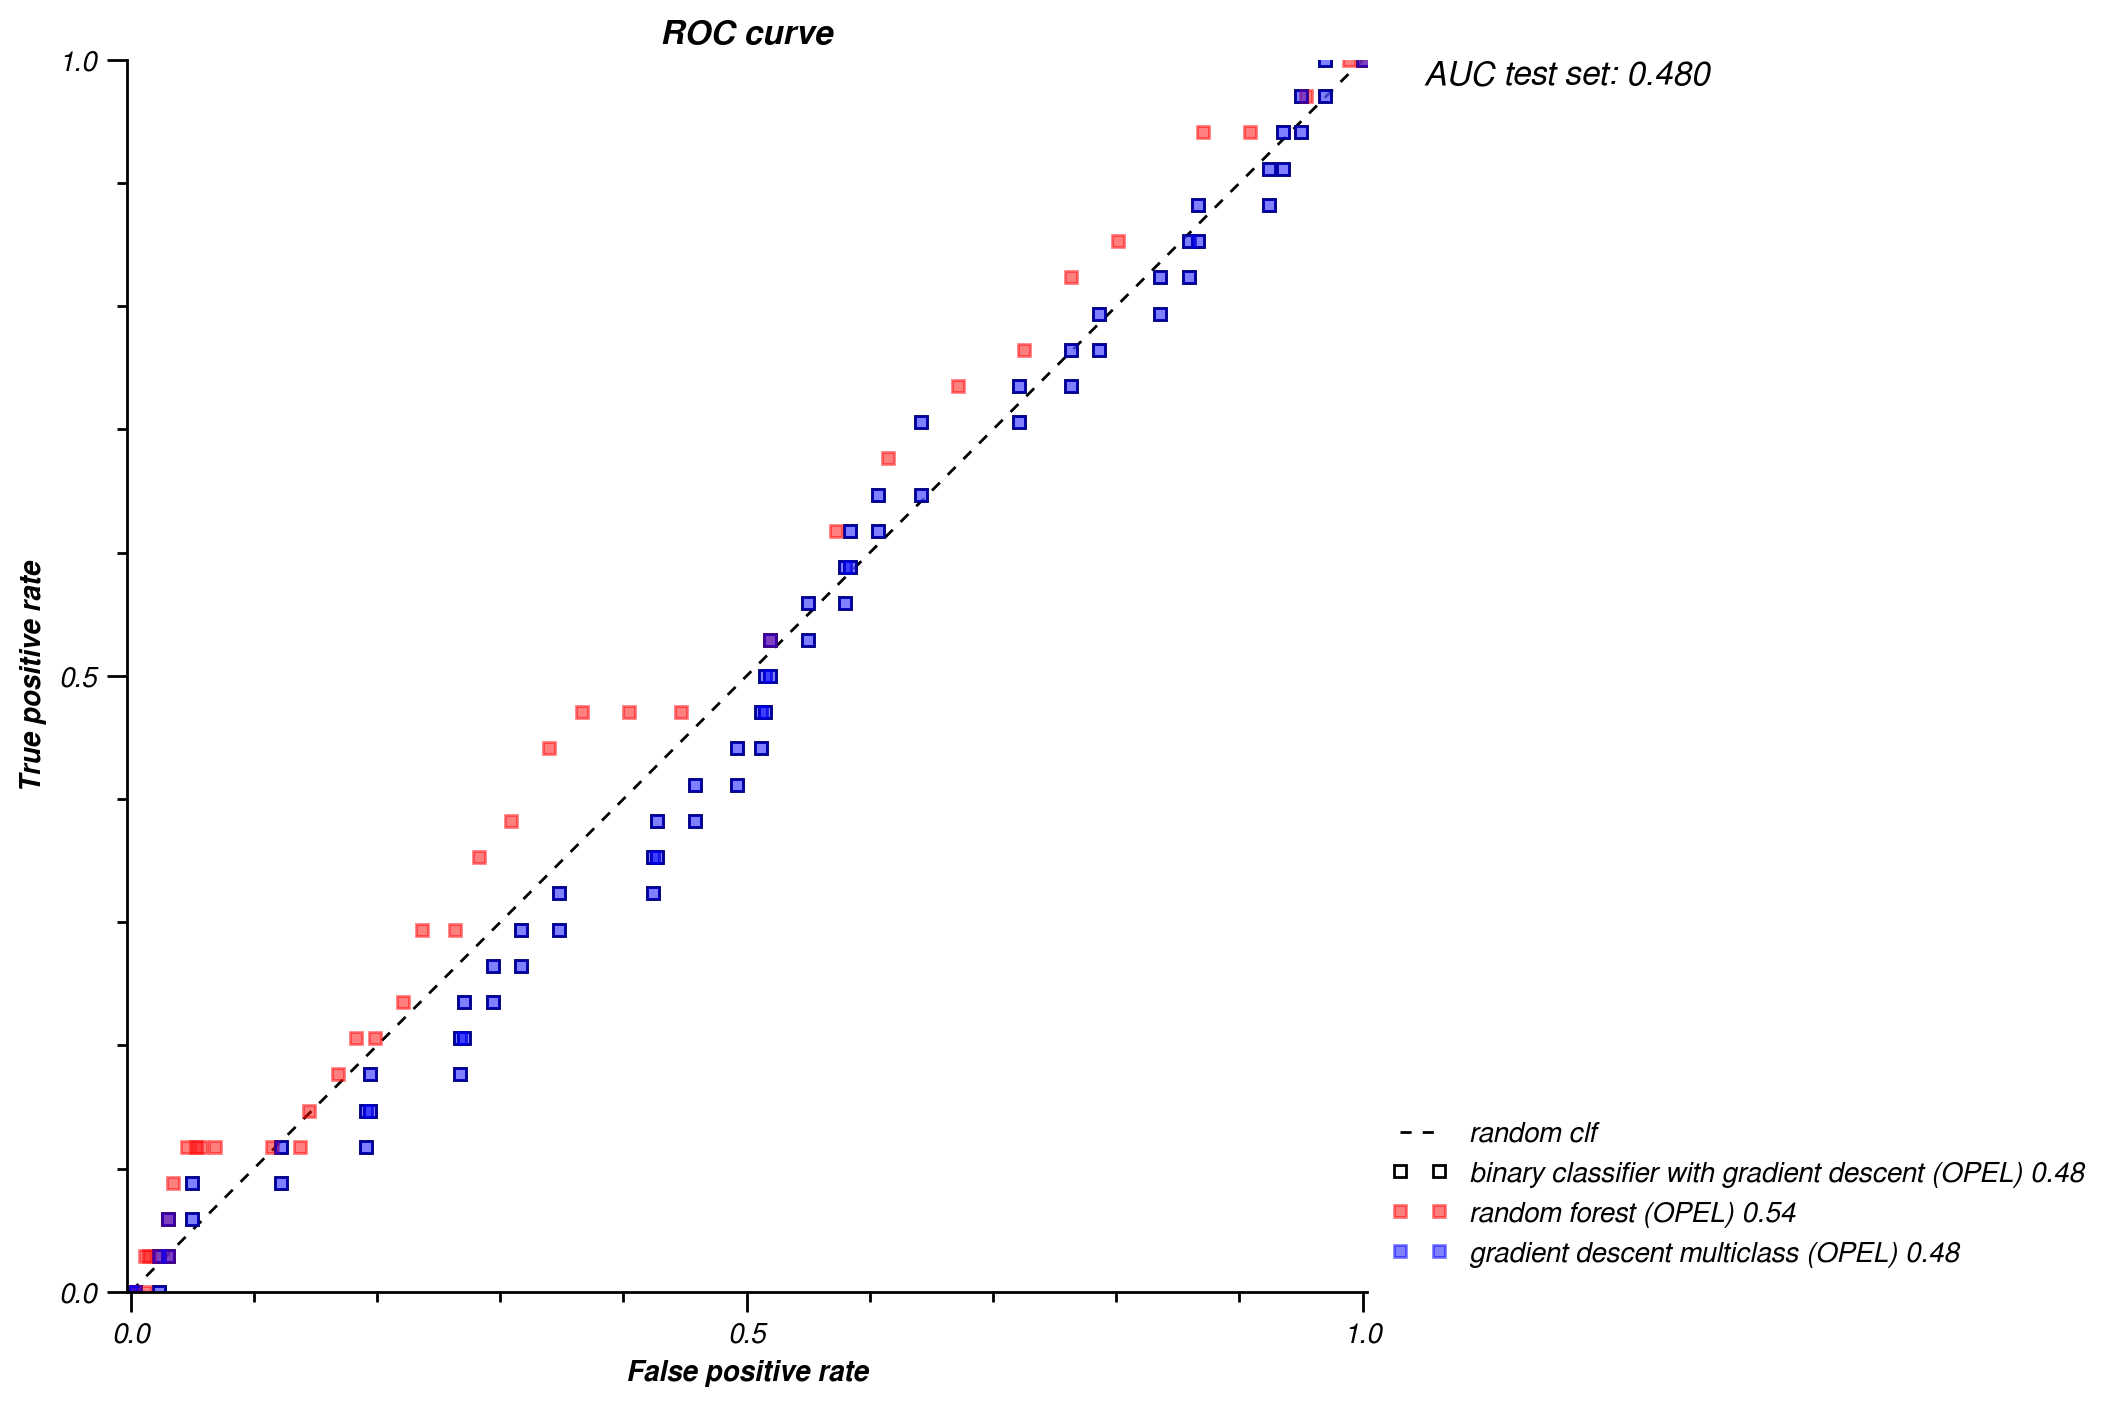 ROC curve
AUC test set: 0.480
1.0
0.5
0.0
True positive rate
0.0
0.5
1.0
False positive rate
random clf
binary classifier with gradient descent (OPEL) 0.48
random forest (OPEL) 0.54
gradient descent multiclass (OPEL) 0.48